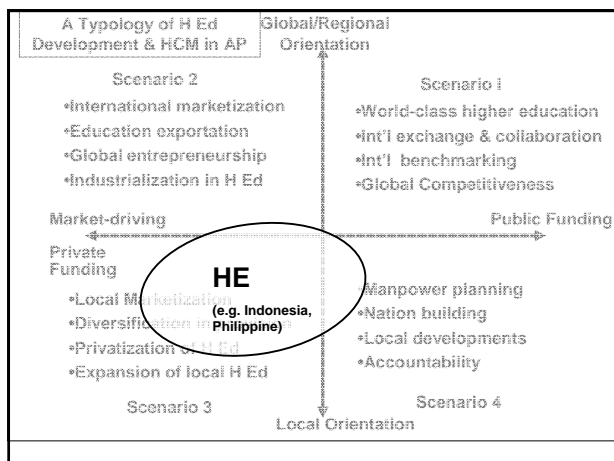 A Typology of H Ed
Development & HCM in AP
Global/Regional
Orientation
Scenario 2
•International marketization
•Education exportation
•Global entrepreneurship
•Industrialization in H Ed
Scenario I
•World-class higher education
•Int'l exchange & collaboration
•Int'l benchmarking
•Global Competitiveness
Market-driving
Public Funding
Private
Funding
HE
(e.g. Indonesia,
Philippine)
•Local Marketization
•Diversification in
•Privatization of H Ed
•Expansion of local H Ed
•Manpower planning
•Nation building
•Local developments
•Accountability
Scenario 3
Scenario 4
Local Orientation